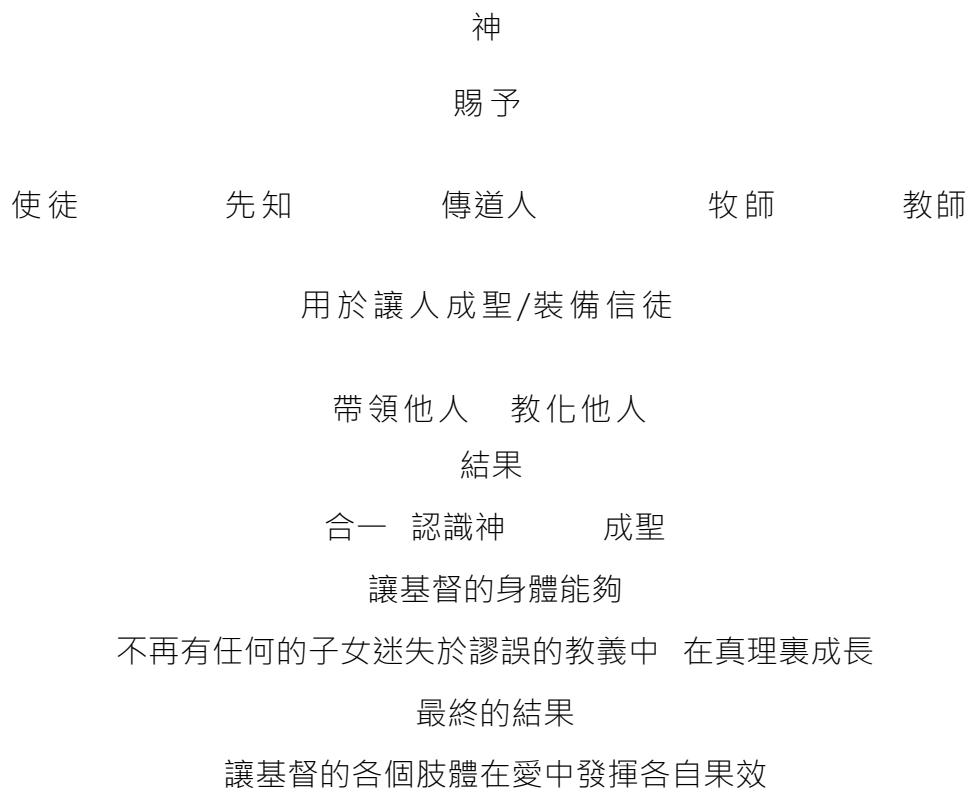 神
賜予
使徒 先知 傳道人 牧師 教師
用於讓人成聖/裝備信徒
帶領他人 教化他人
結果
合一 認識神 成聖
讓基督的身體能夠
不再有任何的子女迷失於謬誤的教義中 在真理裏成長
最終的結果
讓基督的各個肢體在愛中發揮各自果效